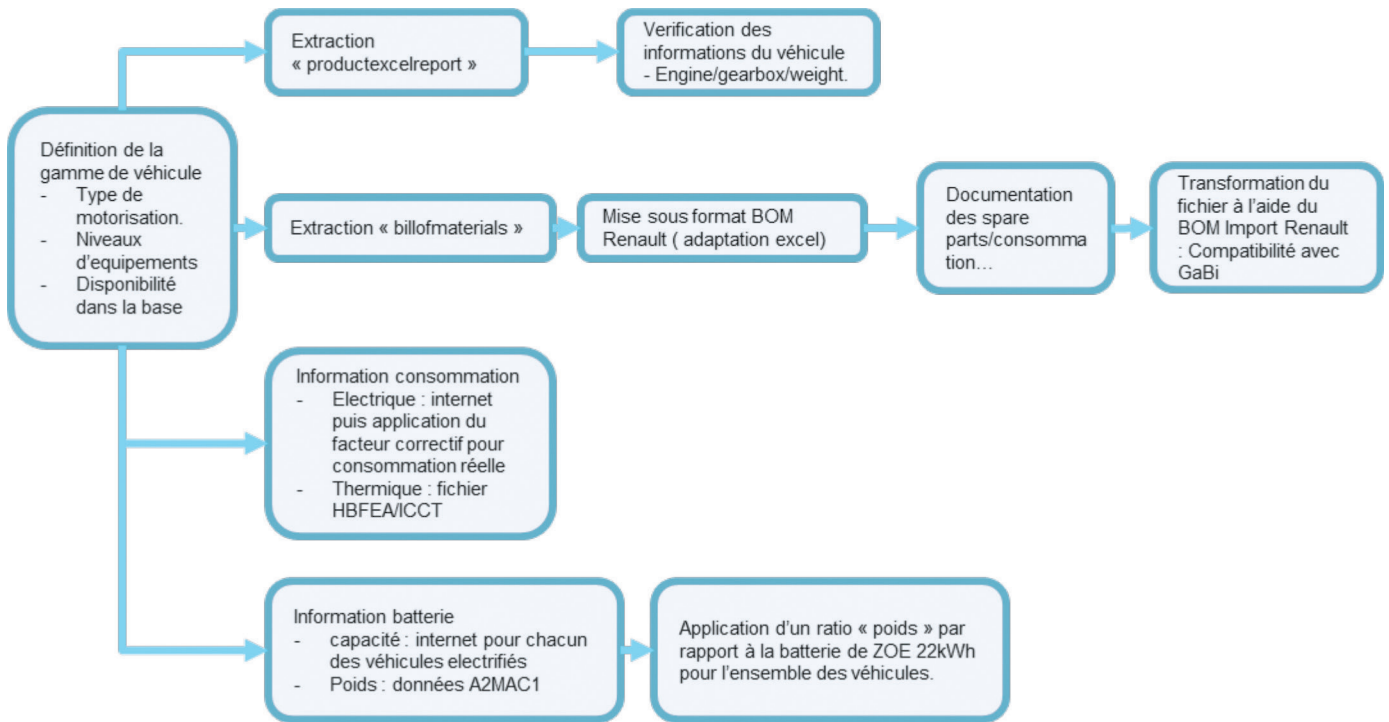 Extraction
« productexcelreport »
Verification des
informations du véhicule
- Engine/gearbox/weight.
Définition de la
gamme de véhicule
- Type de
motorisation.
- Niveaux
d'equipements
- Disponibilité
dans la base
Extraction « billofmaterials »
Mise sous format BOM
Renault ( adaptation excel)
Documentation
des spare
parts/consomma
tion…
Transformation du
fichier à l'aide du
BOM Import Renault
: Compatibilité avec
GaBi
Information consommation
- Electrique : internet
puis application du
facteur correctif pour
consommation réelle
- Thermique : fichier
HBFEA/ICCT
Information batterie
- capacité : internet pour chacun
des véhicules electrifiés
- Poids : données A2MAC1
Application d'un ratio « poids » par
rapport à la batterie de ZOE 22kWh
pour l'ensemble des véhicules.